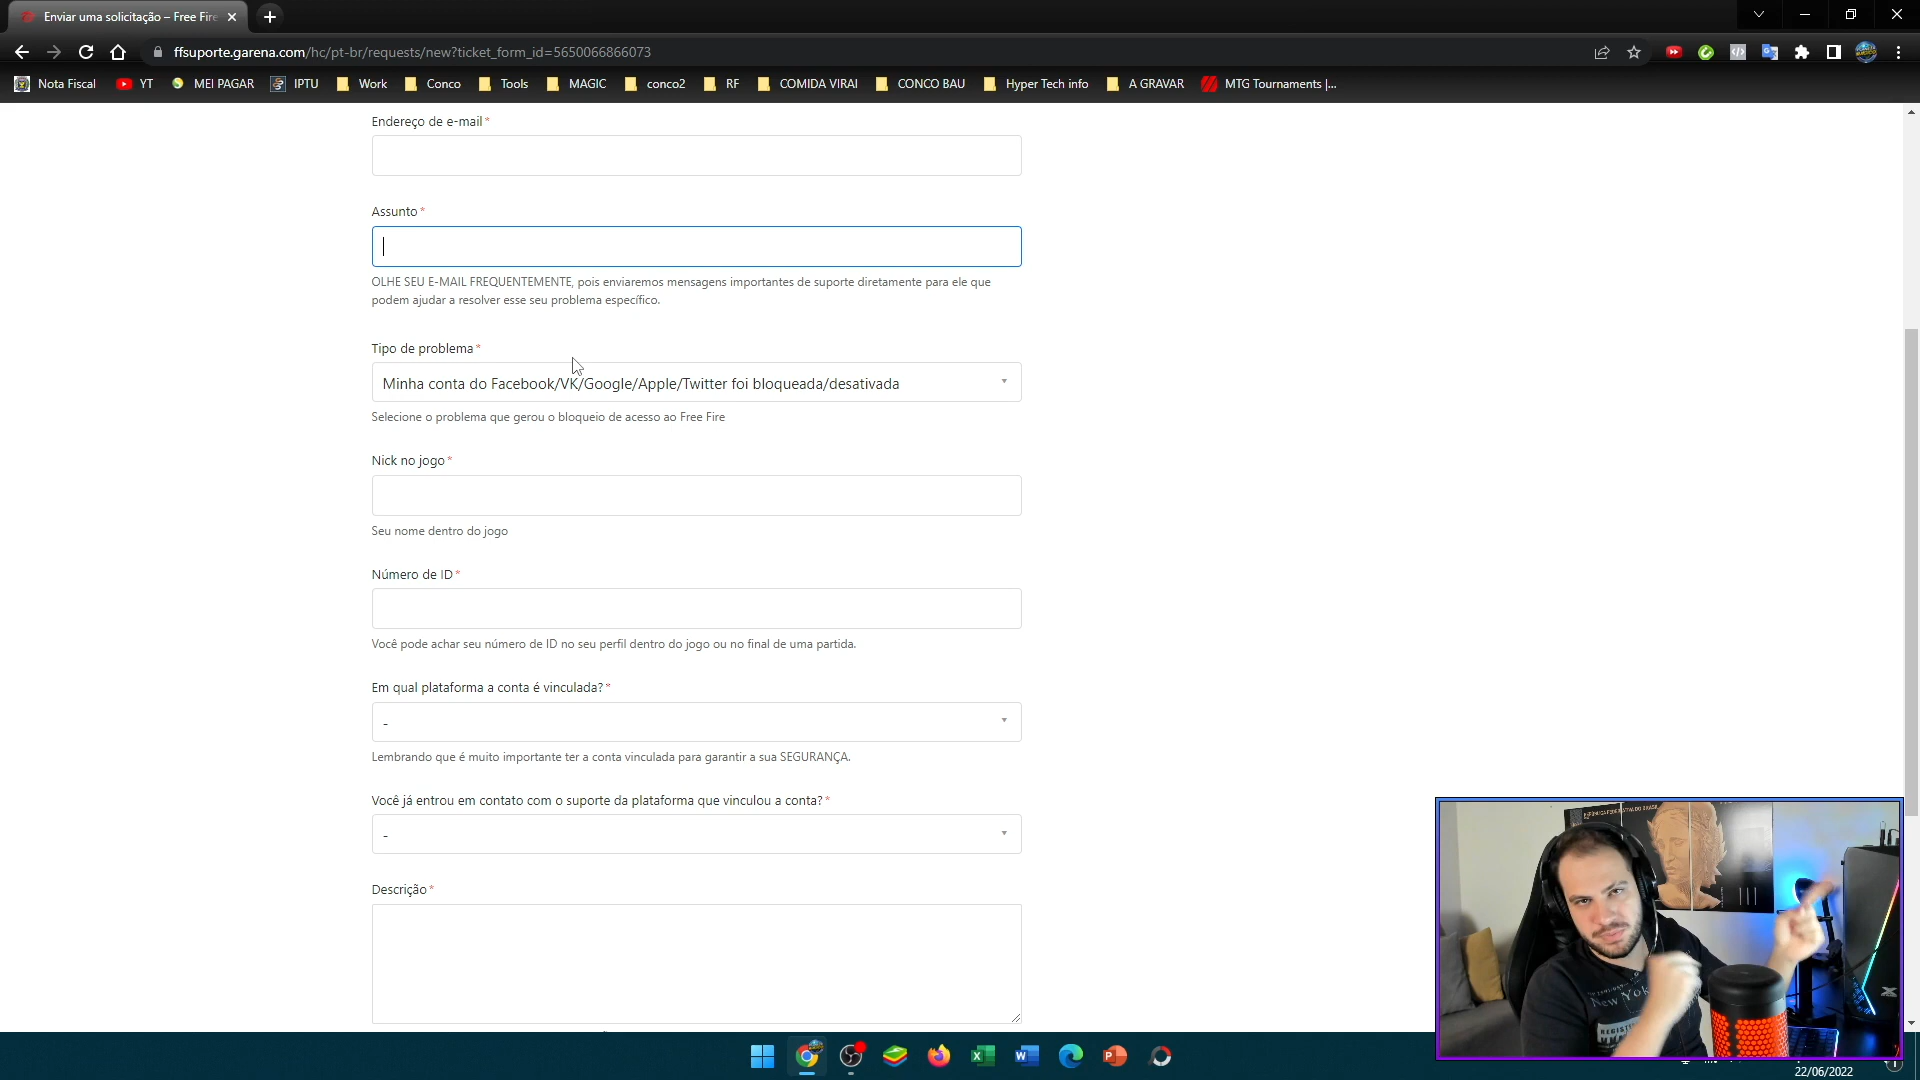 Enviar uma solicitação – Free Fire
ffsuporte.garena.com/hc/pt-br/requests/new?ticket_form_id=5650066866073
Nota Fiscal
YT
MEI PAGAR
IPTU
Work
Conco
Tools
MAGIC
conco2
RF
COMIDA VIRAI
CONCO BAU
Hyper Tech info
A GRAVAR
MTG Tournaments |...
Endereço de e-mail*
Assunto*
OLHE SEU E-MAIL FREQUENTEMENTE, pois enviaremos mensagens importantes de suporte diretamente para ele que
podem ajudar a resolver esse seu problema específico.
Tipo de problema*
Minha conta do Facebook/VK/Google/Apple/Twitter foi bloqueada/desativada
Selecione o problema que gerou o bloqueio de acesso ao Free Fire
Nick no jogo*
Seu nome dentro do jogo
Número de ID*
Você pode achar seu número de ID no seu perfil dentro do jogo ou no final de uma partida.
Em qual plataforma a conta é vinculada?*
-
Lembrando que é muito importante ter a conta vinculada para garantir a sua SEGURANÇA.
Você já entrou em contato com o suporte da plataforma que vinculou a conta?*
-
Descrição*
New York
22/06/2022